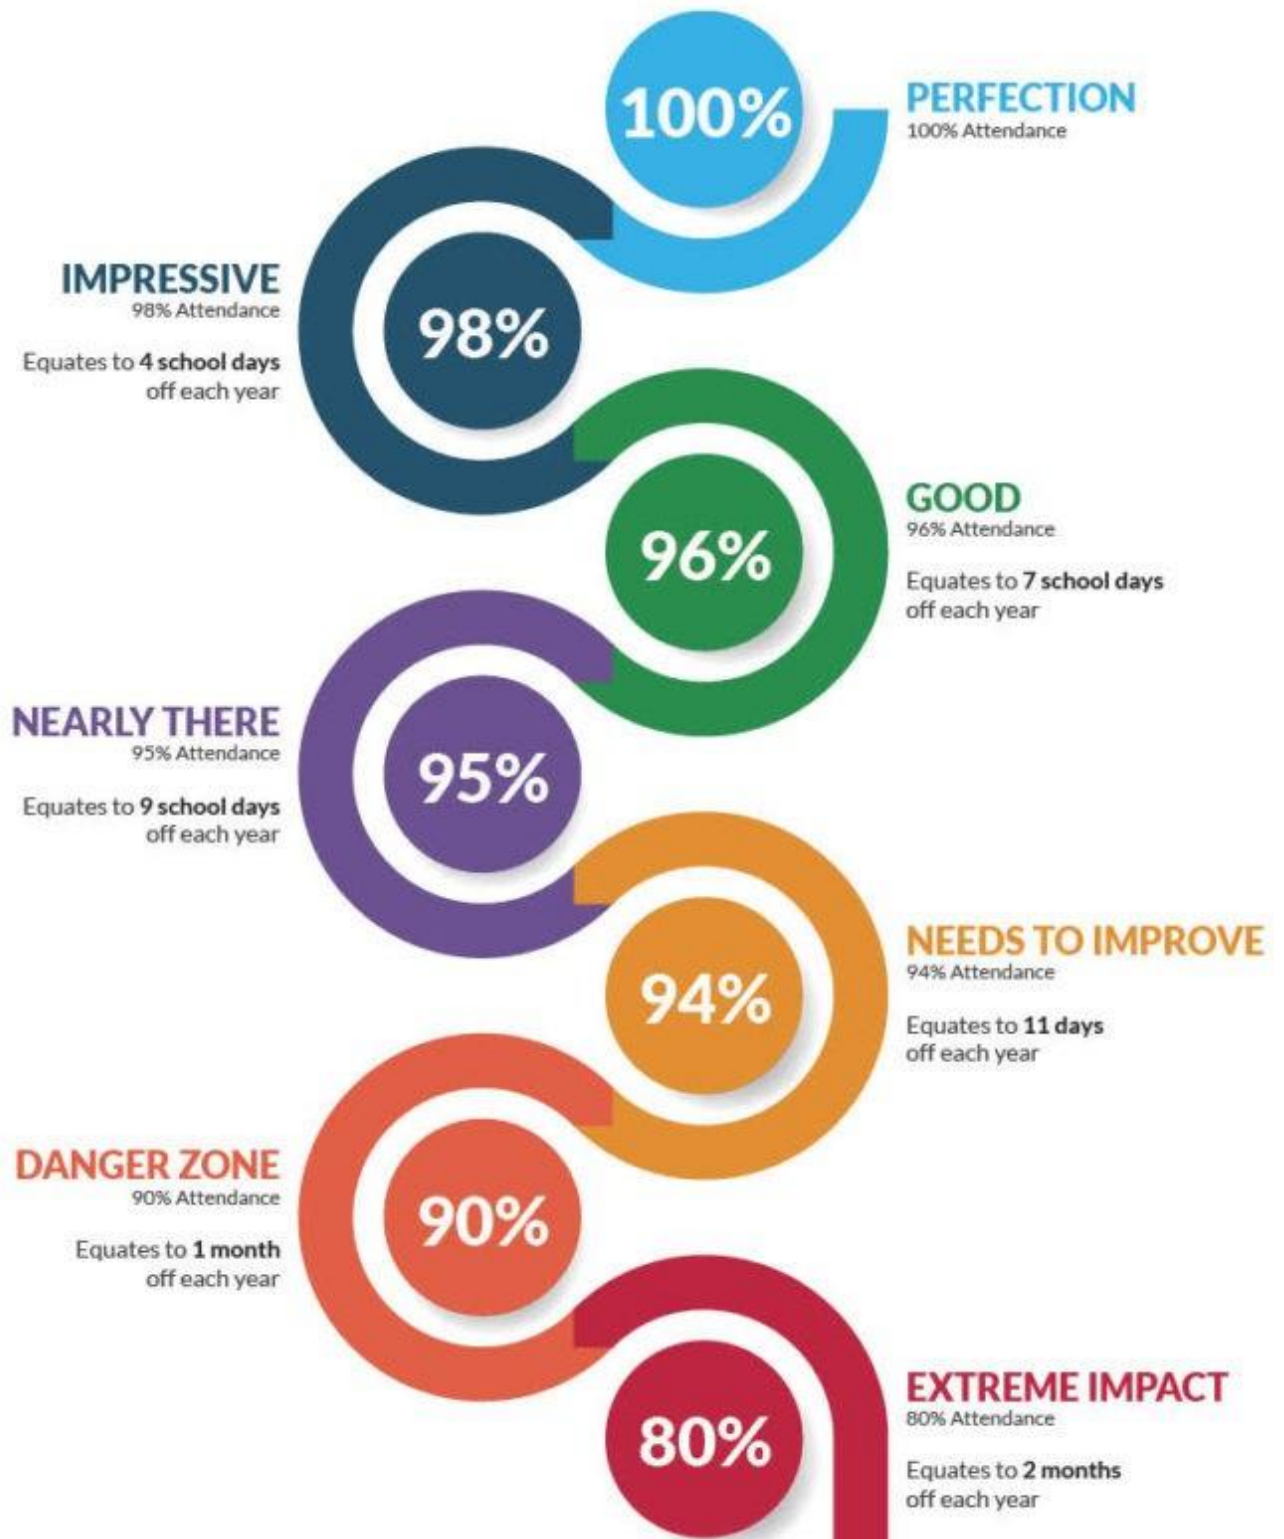 100%
PERFECTION
100% Attendance
IMPRESSIVE
98% Attendance
Equates to 4 school days
off each year
98%
GOOD
96% Attendance
Equates to 7 school days
off each year
96%
NEARLY THERE
95% Attendance
Equates to 9 school days
off each year
95%
NEEDS TO IMPROVE
94% Attendance
Equates to 11 days
off each year
94%
DANGER ZONE
90% Attendance
Equates to 1 month
off each year
90%
EXTREME IMPACT
80% Attendance
Equates to 2 months
off each year
80%